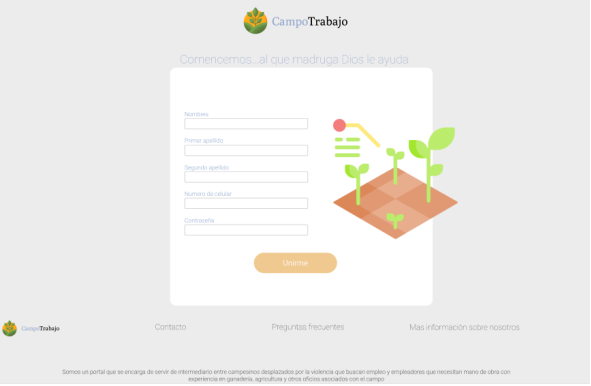 CampoTrabajo
Comencemos...al que madruga Dios le ayuda
Nombres
Primer apellido
Segundo apellido
Numero de celular
Contraseña
Unirme
CampoTrabajo
Contacto
Preguntas frecuentes
Mas información sobre nosotros
Somos un portal que se encarga de servir de intermediario entre campesinos desplazados por la violencia que buscan empleo y empleadores que necesitan mano de obra con
experiencia en ganadería, agricultura y otros oficios asociados con el campo